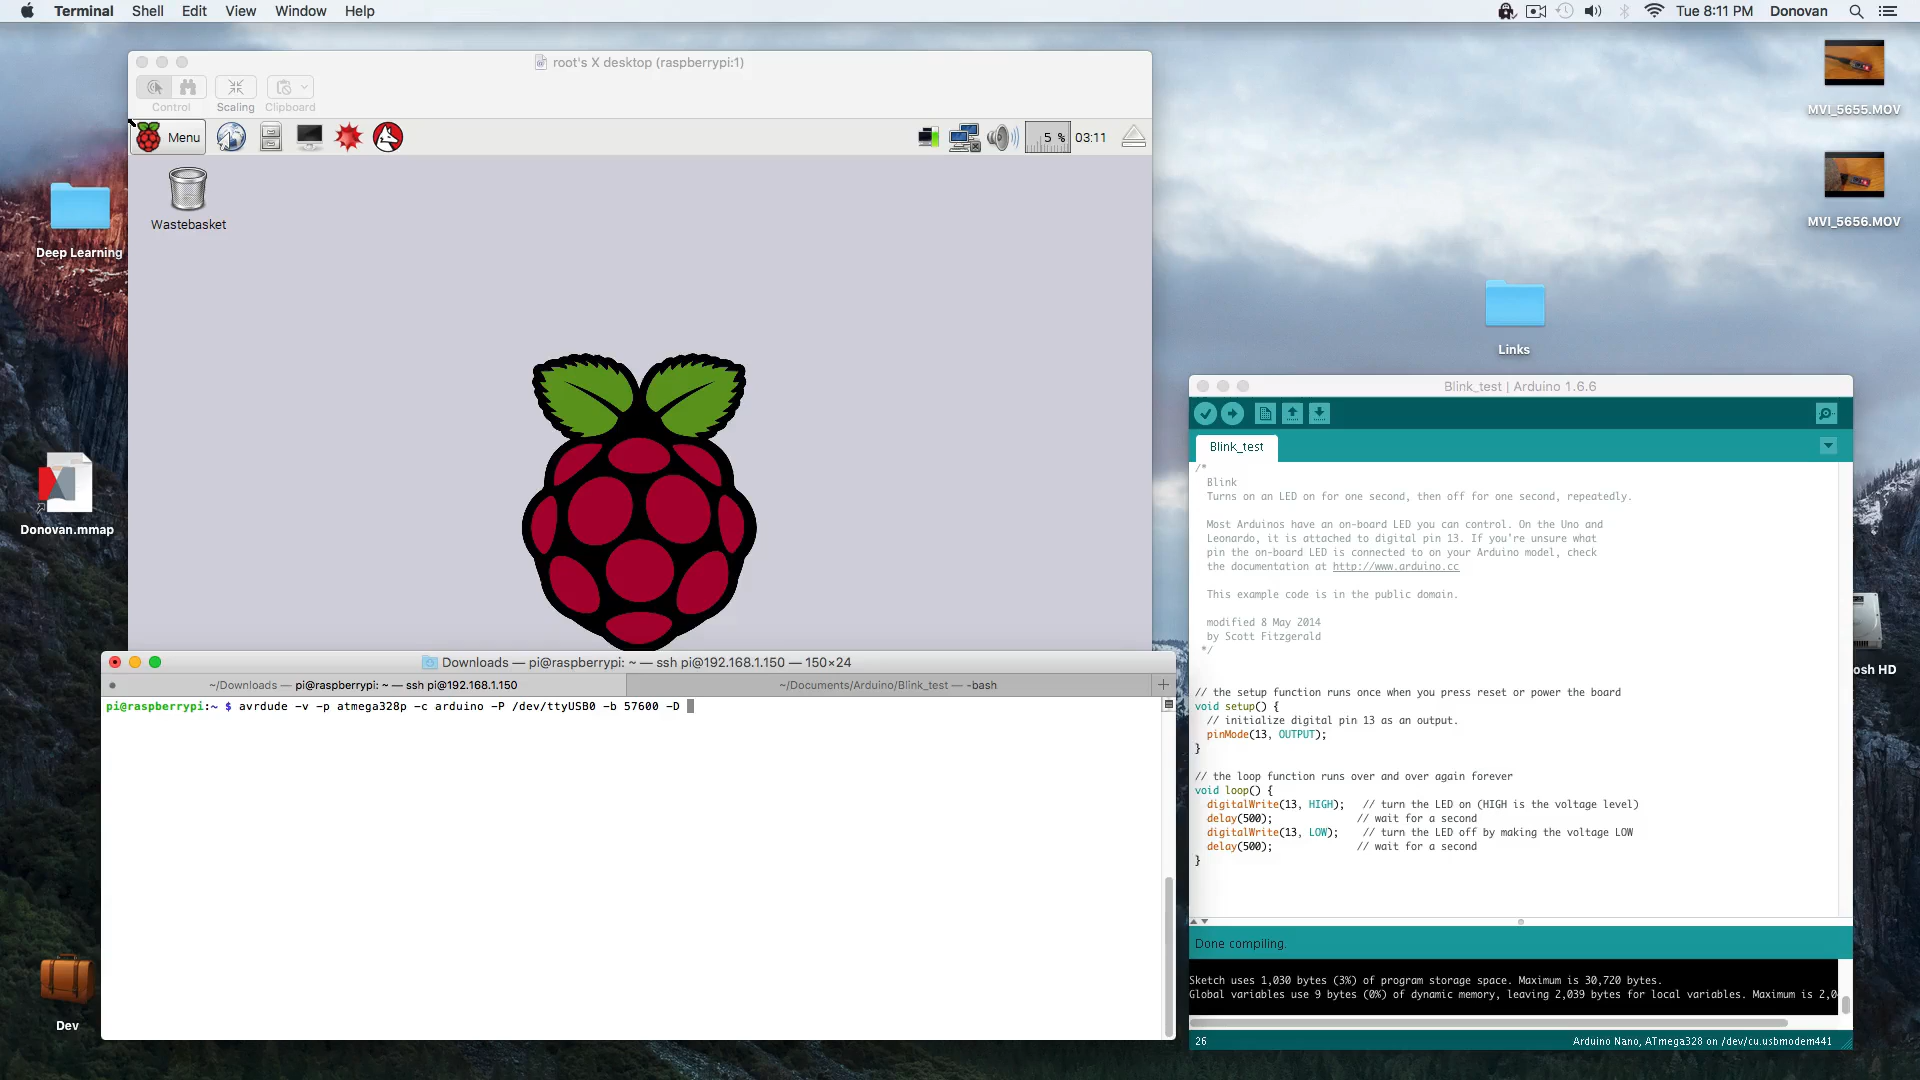 Terminal Shell Edit View Window Help
Tue 8:11 PM Donovan
root's X desktop (raspberrypi:1)
Control Scaling Clipboard
Menu
5 % 03:11
Wastebasket
Deep Learning
Donovan.mmap
Dev
MVI_5655.MOV
MVI_5656.MOV
Links
osh HD
Downloads — pi@raspberrypi: ~ — ssh pi@192.168.1.150 — 150×24
~/Downloads — pi@raspberrypi: ~ — ssh pi@192.168.1.150
~/Documents/Arduino/Blink_test — -bash
pi@raspberrypi:~ $ avrdude -v -p atmega328p -c arduino -P /dev/ttyUSB0 -b 57600 -D
Blink_test | Arduino 1.6.6
Blink_test
/*
Blink
Turns on an LED on for one second, then off for one second, repeatedly.
Most Arduinos have an on-board LED you can control. On the Uno and
Leonardo, it is attached to digital pin 13. If you're unsure what
pin the on-board LED is connected to on your Arduino model, check
the documentation at http://www.arduino.cc
This example code is in the public domain.
modified 8 May 2014
by Scott Fitzgerald
*/
// the setup function runs once when you press reset or power the board
void setup() {
// initialize digital pin 13 as an output.
pinMode(13, OUTPUT);
}
// the loop function runs over and over again forever
void loop() {
digitalWrite(13, HIGH); // turn the LED on (HIGH is the voltage level)
delay(500); // wait for a second
digitalWrite(13, LOW); // turn the LED off by making the voltage LOW
delay(500); // wait for a second
}
Done compiling.
Sketch uses 1,030 bytes (3%) of program storage space. Maximum is 30,720 bytes.
Global variables use 9 bytes (0%) of dynamic memory, leaving 2,039 bytes for local variables. Maximum is 2,0
26
Arduino Nano, ATmega328 on /dev/cu.usbmodem441